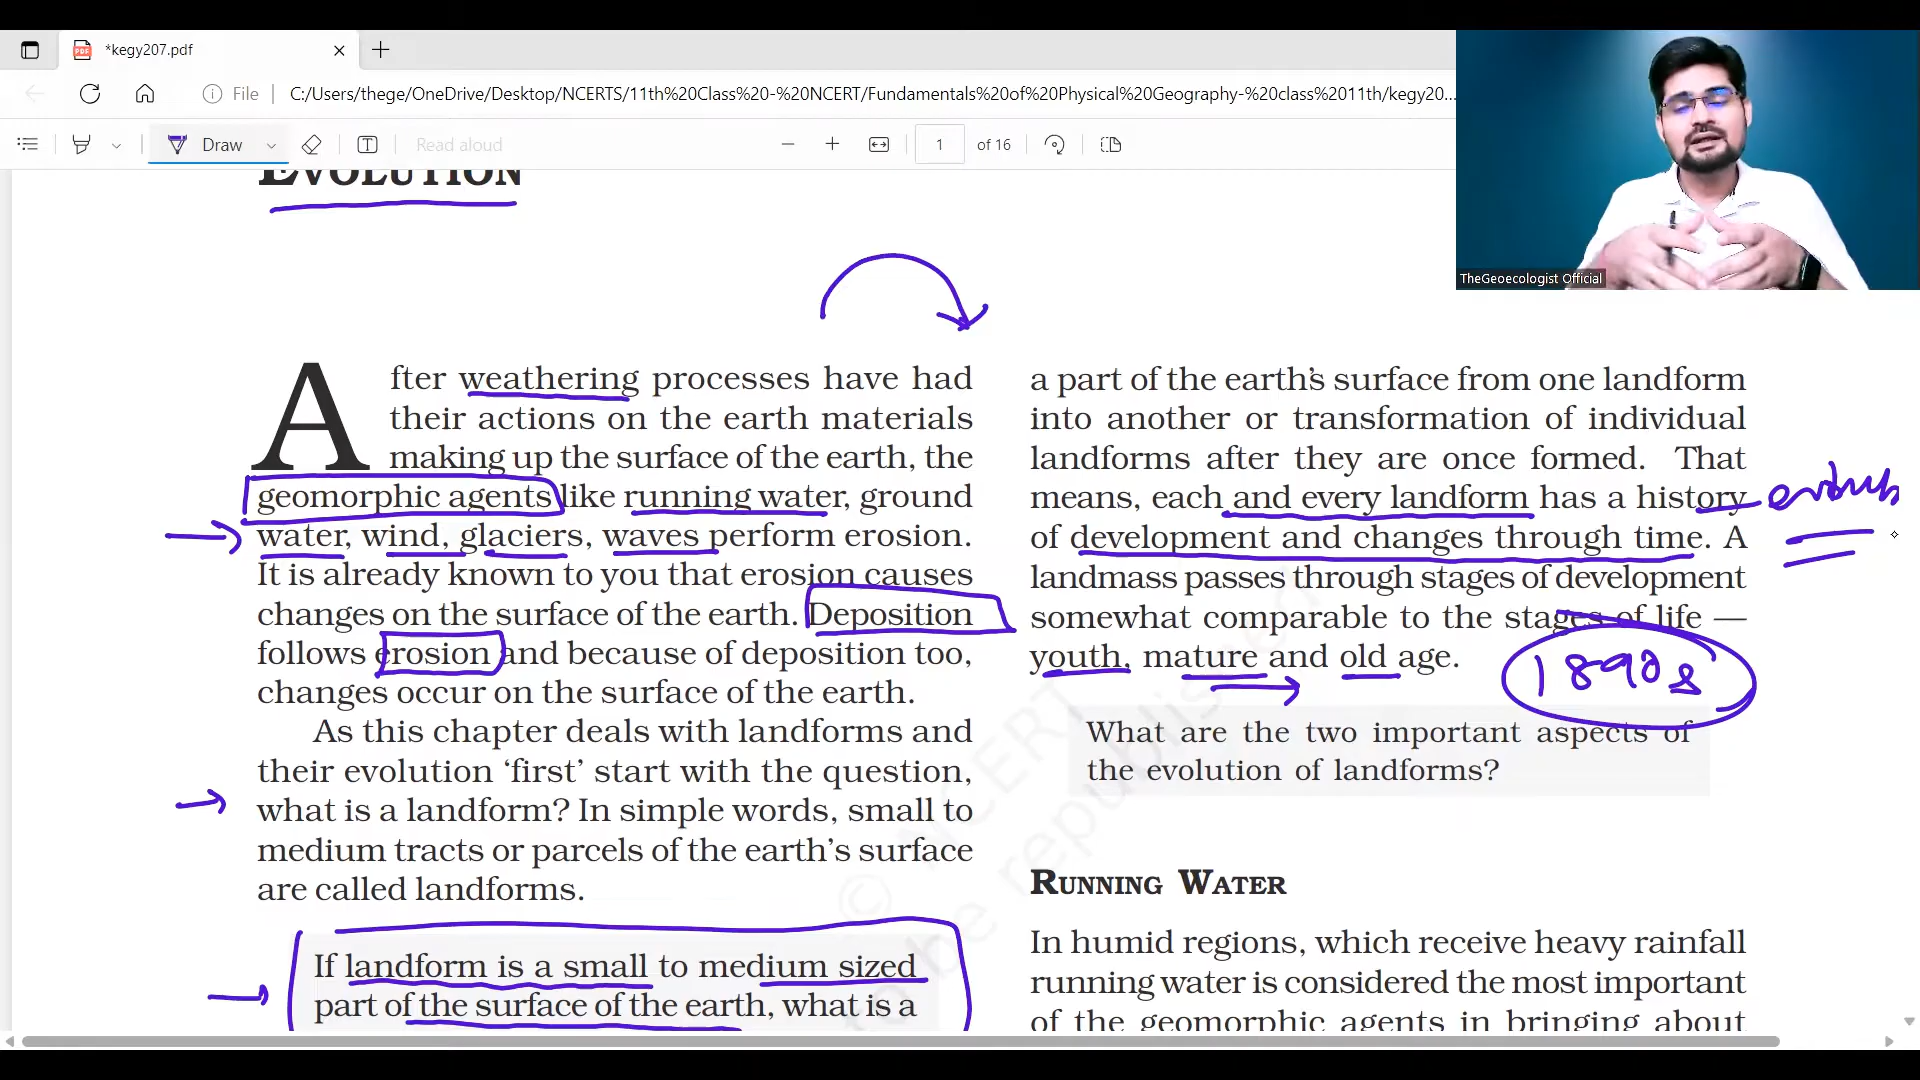 *kegy207.pdf
File
C:/Users/thege/OneDrive/Desktop/NCERTS/11th%20Class%20-%20NCERT/Fundamentals%20of%20Physical%20Geography-%20class%2011th/kegy20...
Draw
Read aloud
1 of 16
TheGeoecologist Official
EVOLUTION
After weathering processes have had
their actions on the earth materials
making up the surface of the earth, the
geomorphic agents like running water, ground
water, wind, glaciers, waves perform erosion.
It is already known to you that erosion causes
changes on the surface of the earth. Deposition
follows erosion and because of deposition too,
changes occur on the surface of the earth.
As this chapter deals with landforms and
their evolution ‘first’ start with the question,
what is a landform? In simple words, small to
medium tracts or parcels of the earth’s surface
are called landforms.
If landform is a small to medium sized
part of the surface of the earth, what is a
a part of the earth’s surface from one landform
into another or transformation of individual
landforms after they are once formed. That
means, each and every landform has a history
of development and changes through time. A
landmass passes through stages of development
somewhat comparable to the stages of life —
youth, mature and old age.
1890s
What are the two important aspects of
the evolution of landforms?
RUNNING WATER
In humid regions, which receive heavy rainfall
running water is considered the most important
of the geomorphic agents in bringing about
© NCERT
to be republished